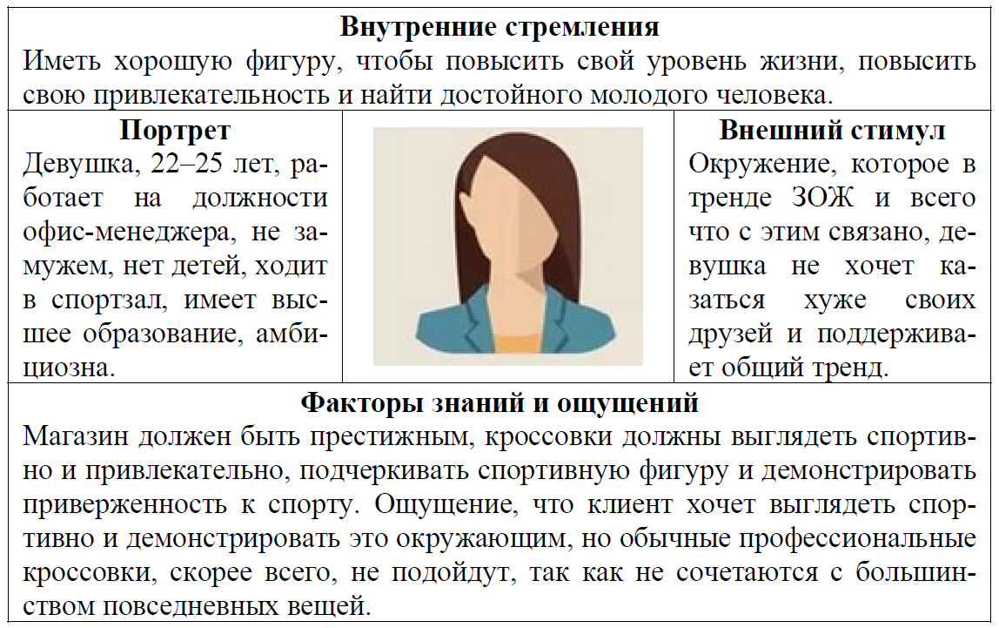 Внутренние стремления
Иметь хорошую фигуру, чтобы повысить свой уровень жизни, повысить
свою привлекательность и найти достойного молодого человека.
Портрет
Девушка, 22–25 лет, ра-
ботает на должности
офис-менеджера, не за-
мужем, нет детей, ходит
в спортзал, имеет выс-
шее образование, амби-
циозна.
Внешний стимул
Окружение, которое в
тренде ЗОЖ и всего
что с этим связано, де-
вушка не хочет ка-
заться хуже своих
друзей и поддержива-
ет общий тренд.
Факторы знаний и ощущений
Магазин должен быть престижным, кроссовки должны выглядеть спортив-
но и привлекательно, подчеркивать спортивную фигуру и демонстрировать
приверженность к спорту. Ощущение, что клиент хочет выглядеть спор-
тивно и демонстрировать это окружающим, но обычные профессиональные
кроссовки, скорее всего, не подойдут, так как не сочетаются с большин-
ством повседневных вещей.